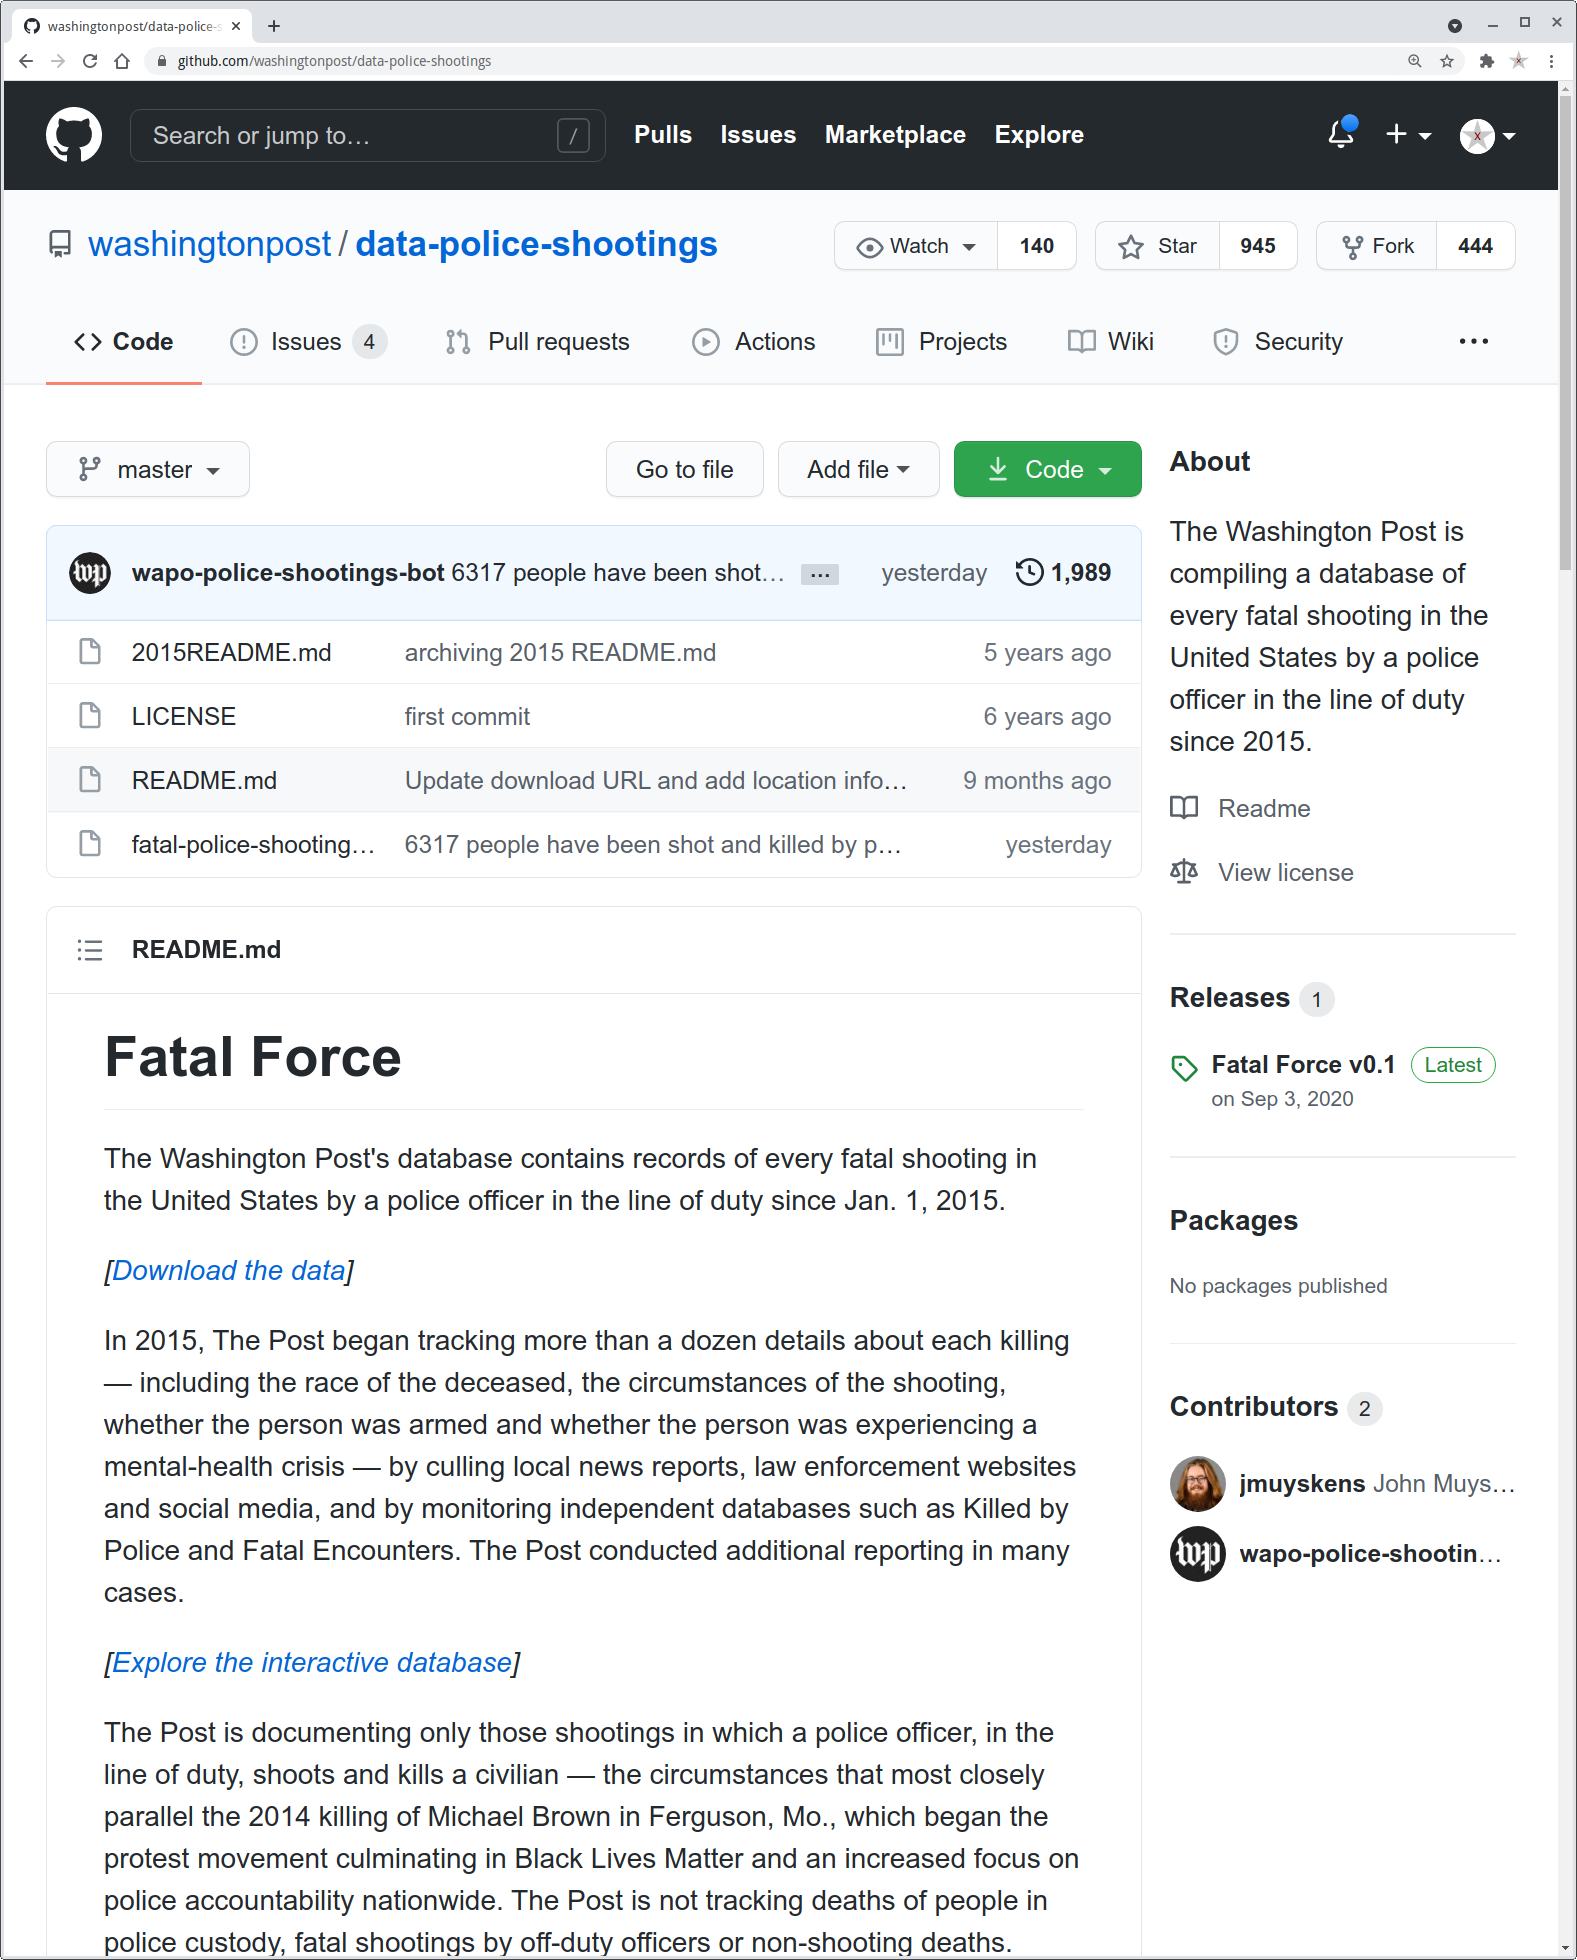 washingtonpost/data-police-s
github.com/washingtonpost/data-police-shootings
Search or jump to… /
Pulls Issues Marketplace Explore
washingtonpost / data-police-shootings
Watch 140 Star 945 Fork 444
Code Issues 4 Pull requests Actions Projects Wiki Security ...
master Go to file Add file Code
wapo-police-shootings-bot 6317 people have been shot… ... yesterday 1,989
2015README.md archiving 2015 README.md 5 years ago
LICENSE first commit 6 years ago
README.md Update download URL and add location info… 9 months ago
fatal-police-shooting… 6317 people have been shot and killed by p… yesterday
README.md
Fatal Force
The Washington Post's database contains records of every fatal shooting in
the United States by a police officer in the line of duty since Jan. 1, 2015.
[Download the data]
In 2015, The Post began tracking more than a dozen details about each killing
— including the race of the deceased, the circumstances of the shooting,
whether the person was armed and whether the person was experiencing a
mental-health crisis — by culling local news reports, law enforcement websites
and social media, and by monitoring independent databases such as Killed by
Police and Fatal Encounters. The Post conducted additional reporting in many
cases.
[Explore the interactive database]
The Post is documenting only those shootings in which a police officer, in the
line of duty, shoots and kills a civilian — the circumstances that most closely
parallel the 2014 killing of Michael Brown in Ferguson, Mo., which began the
protest movement culminating in Black Lives Matter and an increased focus on
police accountability nationwide. The Post is not tracking deaths of people in
police custody, fatal shootings by off-duty officers or non-shooting deaths.
About
The Washington Post is
compiling a database of
every fatal shooting in the
United States by a police
officer in the line of duty
since 2015.
Readme
View license
Releases 1
Fatal Force v0.1 Latest
on Sep 3, 2020
Packages
No packages published
Contributors 2
jmuyskens John Muys…
wp wapo-police-shootin…